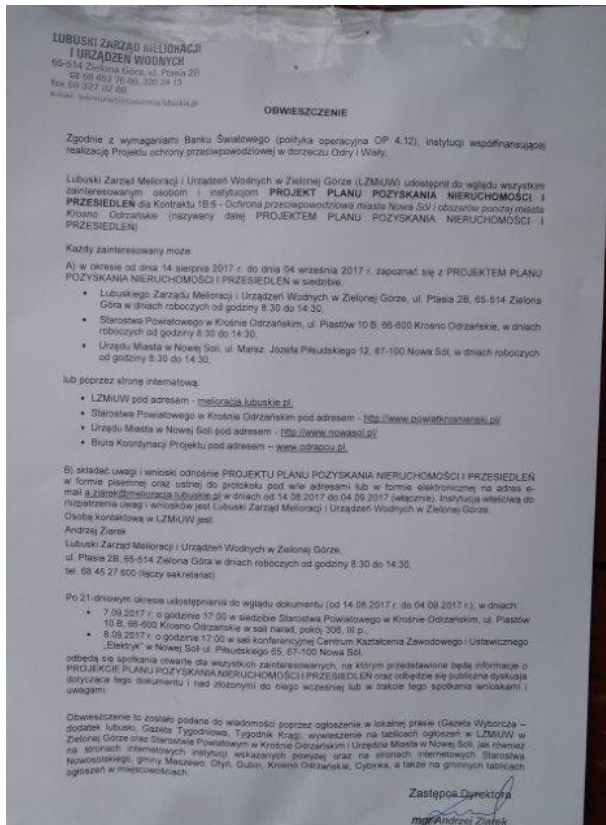 LUBUSKI ZARZĄD MELIORACJI
I URZĄDZEŃ WODNYCH
65-514 Zielona Góra, ul. Ptasia 2B
☎ 68 452 76 00, 320 24 13
fax 68 327 02 68
OBWIESZCZENIE
Zgodnie z wymaganiami Banku Światowego (polityka operacyjna OP 4.12), instytucji współfinansującej
realizację Projektu ochrony przeciwpowodziowej w dorzeczu Odry i Wisły.
Lubuski Zarząd Melioracji i Urządzeń Wodnych w Zielonej Górze (LZMiUW) udostępnił do wglądu wszystkim
zainteresowanym osobom i instytucjom PROJEKT PLANU POZYSKANIA NIERUCHOMOŚCI I
PRZESIEDLEŃ dla Kontraktu 1B.5 - Ochrona przeciwpowodziowa miasta Nowa Sól i obszarów poniżej miasta
Krosno Odrzańskie (nazywany dalej PROJEKTEM PLANU POZYSKANIA NIERUCHOMOŚCI I
PRZESIEDLEŃ)
Każdy zainteresowany może:
A) w okresie od dnia 14 sierpnia 2017 r. do dnia 04 września 2017 r. zapoznać się z PROJEKTEM PLANU
POZYSKANIA NIERUCHOMOŚCI I PRZESIEDLEŃ w siedzibie:
• Lubuskiego Zarządu Melioracji i Urządzeń Wodnych w Zielonej Górze, ul. Ptasia 2B, 65-514 Zielona
Góra w dniach roboczych od godziny 8.30 do 14.30,
• Starostwa Powiatowego w Krośnie Odrzańskim, ul. Piastów 10 B, 66-600 Krosno Odrzańskie, w dniach
roboczych od godziny 8.30 do 14.30,
• Urzędu Miasta w Nowej Soli, ul. Marsz. Józefa Piłsudskiego 12, 67-100 Nowa Sól, w dniach roboczych
od godziny 8.30 do 14.30,
lub poprzez stronę internetową:
• LZMiUW pod adresem - melioracja.lubuskie.pl,
• Starostwa Powiatowego w Krośnie Odrzańskim pod adresem - http://www.powiatkrosnienski.pl/
• Urzędu Miasta w Nowej Soli pod adresem - http://www.nowasol.pl/
• Biura Koordynacji Projektu pod adresem – www.odrapcu.pl,
B) składać uwagi i wnioski odnośnie PROJEKTU PLANU POZYSKANIA NIERUCHOMOŚCI I PRZESIEDLEŃ
w formie pisemnej oraz ustnej do protokołu pod w/w adresami lub w formie elektronicznej na adres e-
mail a.ziarek@melioracja.lubuskie.pl w dniach od 14.08.2017 do 04.09.2017 (włącznie). Instytucją właściwą do
rozpatrzenia uwag i wniosków jest Lubuski Zarząd Melioracji i Urządzeń Wodnych w Zielonej Górze.
Osobą kontaktową w LZMiUW jest:
Andrzej Ziarek
Lubuski Zarząd Melioracji i Urządzeń Wodnych w Zielonej Górze,
ul. Ptasia 2B, 65-514 Zielona Góra w dniach roboczych od godziny 8.30 do 14.30,
tel. 68 45 27 600 (łączy sekretariat)
Po 21-dniowym okresie udostępnienia do wglądu dokumentu (od 14.08.2017 r. do 04.09.2017 r.), w dniach:
• 7.09.2017 r. o godzinie 17.00 w siedzibie Starostwa Powiatowego w Krośnie Odrzańskim, ul. Piastów
10 B, 66-600 Krosno Odrzańskie w sali narad, pokój 306, III p.,
• 8.09.2017 r. o godzinie 17.00 w sali konferencyjnej Centrum Kształcenia Zawodowego i Ustawicznego
„Elektryk” w Nowej Soli ul. Piłsudskiego 65, 67-100 Nowa Sól,
odbędą się spotkania otwarte dla wszystkich zainteresowanych, na którym przedstawione będą informacje o
PROJEKCIE PLANU POZYSKANIA NIERUCHOMOŚCI I PRZESIEDLEŃ oraz odbędzie się publiczna dyskusja
dotycząca tego dokumentu i nad złożonymi do niego wcześniej lub w trakcie tego spotkania wnioskami i
uwagami.
Obwieszczenie to zostało podane do wiadomości poprzez ogłoszenie w lokalnej prasie (Gazeta Wyborcza –
dodatek lubuski, Gazeta Tygodniowa, Tygodnik Krąg), wywieszenie na tablicach ogłoszeń w LZMiUW w
Zielonej Górze oraz Starostwie Powiatowym w Krośnie Odrzańskim i Urzędzie Miasta w Nowej Soli, jak również
na stronach internetowych instytucji wskazanych powyżej oraz na stronach internetowych Starostwa
Nowosolskiego, gminy Maszewo, Otyń, Gubin, Krosno Odrzańskie, Cybinka, a także na gminnych tablicach
ogłoszeń w miejscowościach.
Zastępca Dyrektora
mgr Andrzej Ziarek